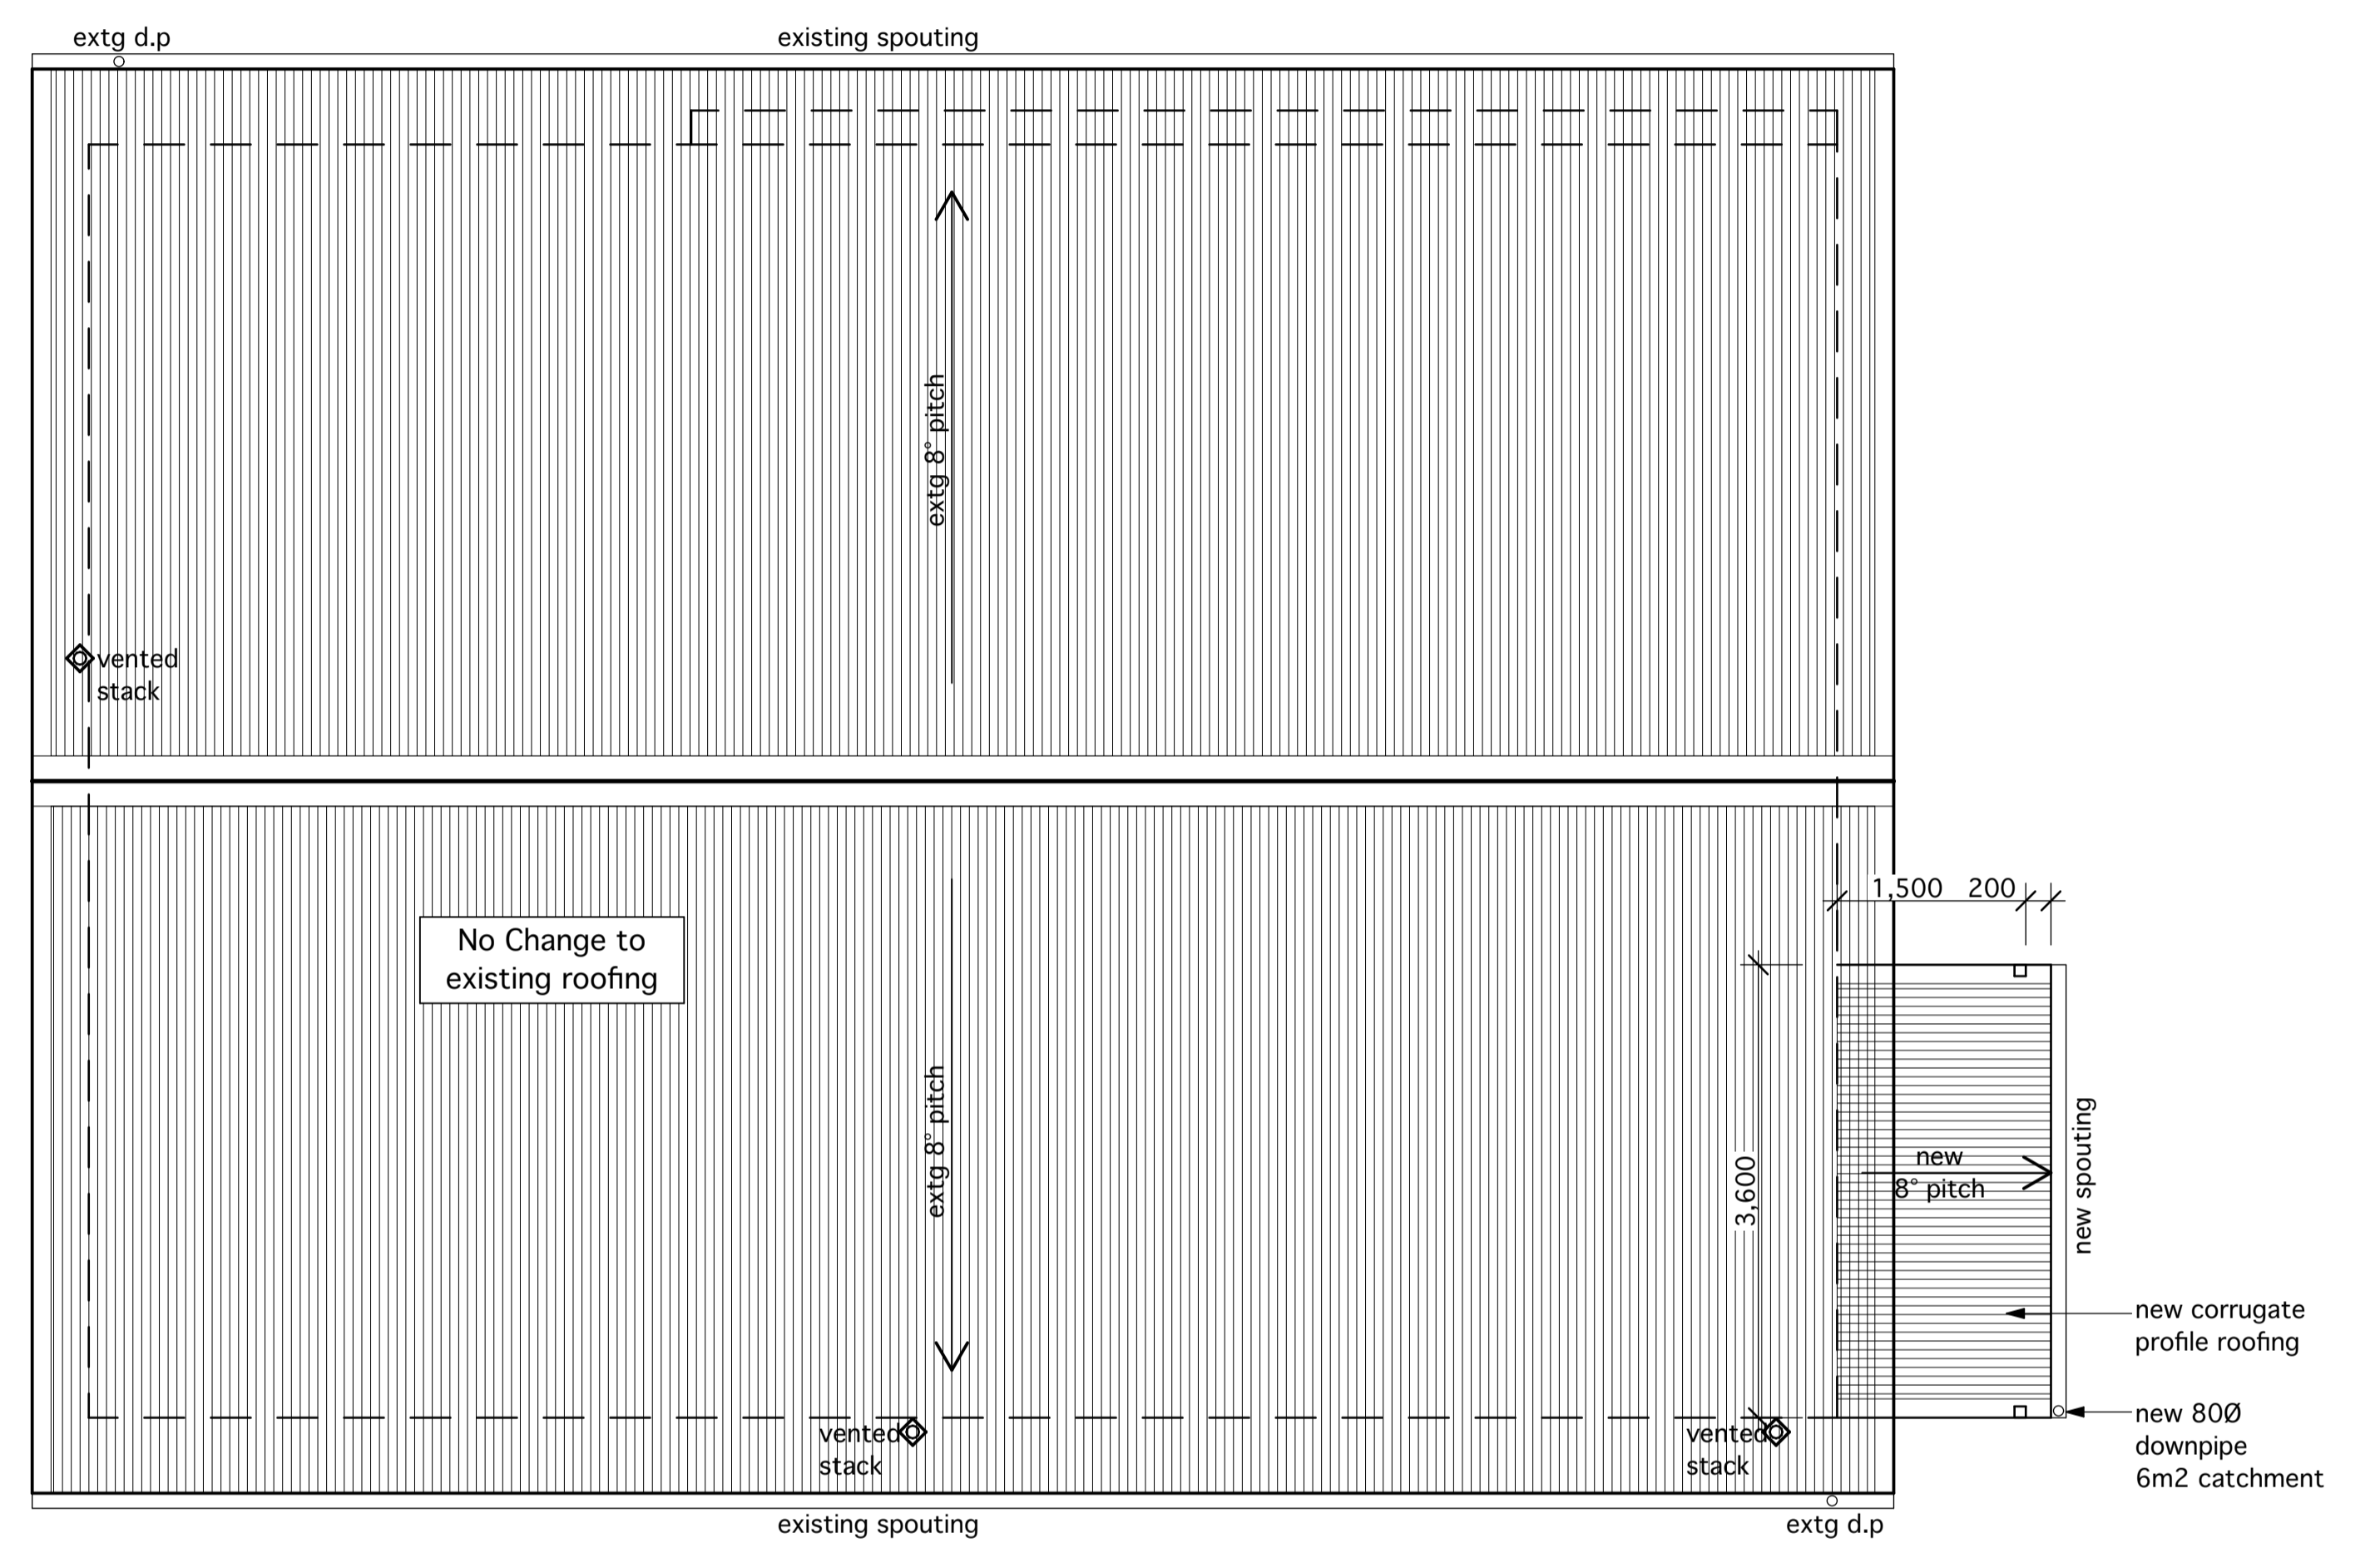 extg d.p
existing spouting
extg 8° pitch
vented
stack
1,500
200
No Change to
existing roofing
extg 8° pitch
3,600
new
8° pitch
new spouting
new corrugate
profile roofing
new 80Ø
downpipe
6m2 catchment
vented
stack
vented
stack
existing spouting
extg d.p